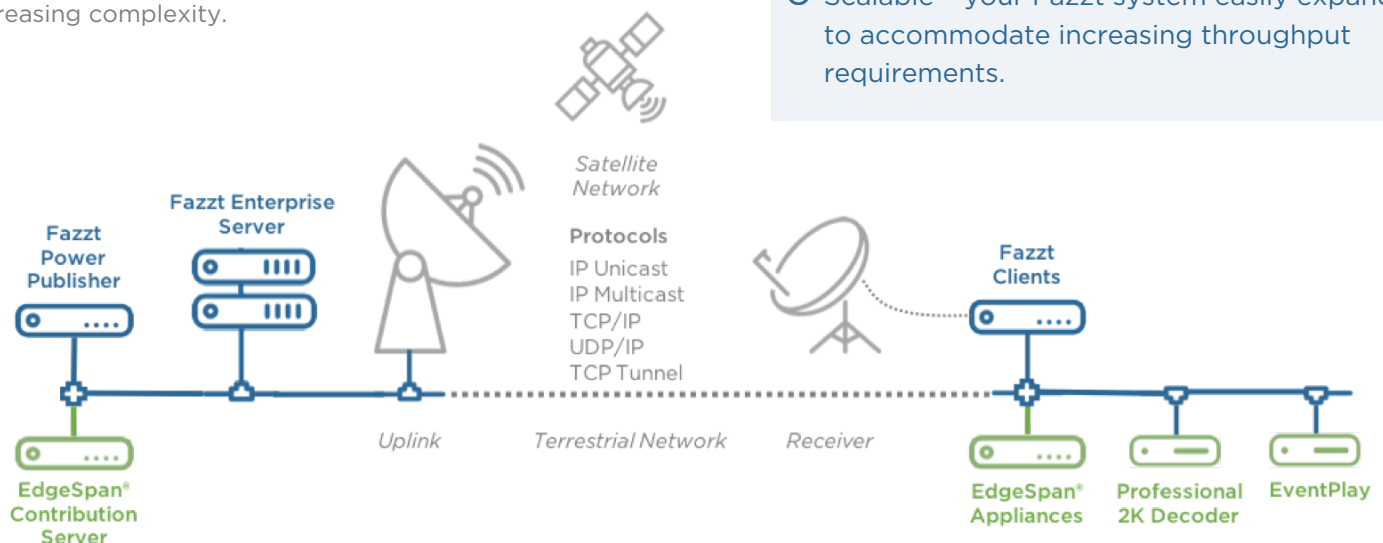 reasing complexity.
to accommodate increasing throughput
requirements.
Satellite
Network
Fazzt Enterprise
Server
Fazzt
Power
Publisher
Protocols
IP Unicast
IP Multicast
TCP/IP
UDP/IP
TCP Tunnel
Fazzt
Clients
Uplink
Terrestrial Network
Receiver
EdgeSpan®
Contribution
Server
EdgeSpan®
Appliances
Professional
2K Decoder
EventPlay